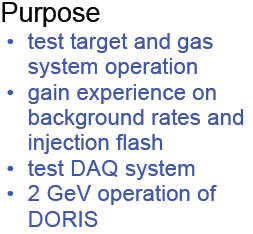 Purpose
• test target and gas
system operation
• gain experience on
background rates and
injection flash
• test DAQ system
• 2 GeV operation of
DORIS